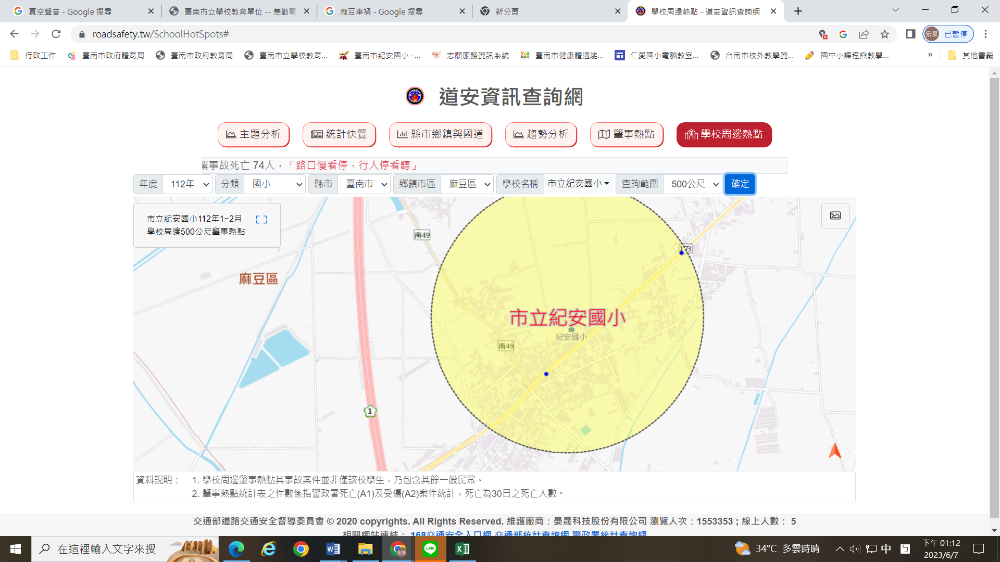 真空聲音 - Google 搜尋
臺南市立學校教育單位 -- 差勤電
麻豆車禍 - Google 搜尋
新分頁
學校周邊熱點 - 道安資訊查詢網
roadsafety.tw/SchoolHotSpots#
宏旻 已暫停
行政工作
臺南市政府體育局
臺南市政府教育局
臺南市立學校教育...
臺南市紀安國小 -...
志願服務資訊系統
臺南市健康體適能...
仁愛國小電腦教室...
台南市校外教學資...
國中小課程與教學...
»
其他書籤
道安資訊查詢網
主題分析
統計快覽
縣市鄉鎮與國道
趨勢分析
肇事熱點
學校周邊熱點
駕事故死亡 74人，「路口慢看停，行人停看聽」
年度 112年 分類 國小 縣市 臺南市 鄉鎮市區 麻豆區 學校名稱 市立紀安國小 查詢範圍 500公尺 確定
市立紀安國小112年1~2月
學校周邊500公尺肇事熱點
南49
173
麻豆區
市立紀安國小
紀安國小
南49
1
資料說明： 1. 學校周邊肇事熱點其事故案件並非僅該校學生，乃包含其餘一般民眾。
2. 肇事熱點統計表之件數係指警政署死亡(A1)及受傷(A2)案件統計，死亡為30日之死亡人數。
交通部道路交通安全督導委員會 © 2020 copyrights. All Rights Reserved. 維護廠商：晏晟科技股份有限公司 瀏覽人次：1553353 ; 線上人數： 5
相關網站連結： 168交通安全入口網 交通部統計查詢網 警政署統計查詢網
在這裡輸入文字來搜
34°C 多雲時晴
中
下午 01:12
2023/6/7